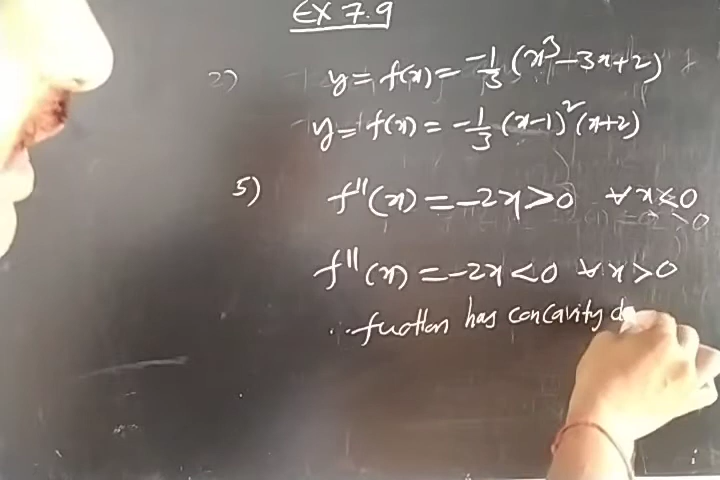 EX 7.9
2) y = f(x) = -1/3 (x³ - 3x + 2)
y = f(x) = -1/3 (x-1)² (x+2)
5) f''(x) = -2x > 0 ∀ x < 0
f''(x) = -2x < 0 ∀ x > 0
∴ function has concavity